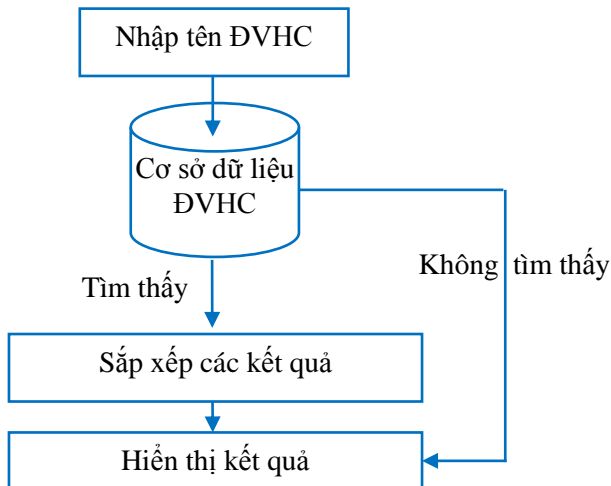 Nhập tên ĐVHC
Cơ sở dữ liệu
ĐVHC
Không tìm thấy
Tìm thấy
Sắp xếp các kết quả
Hiển thị kết quả